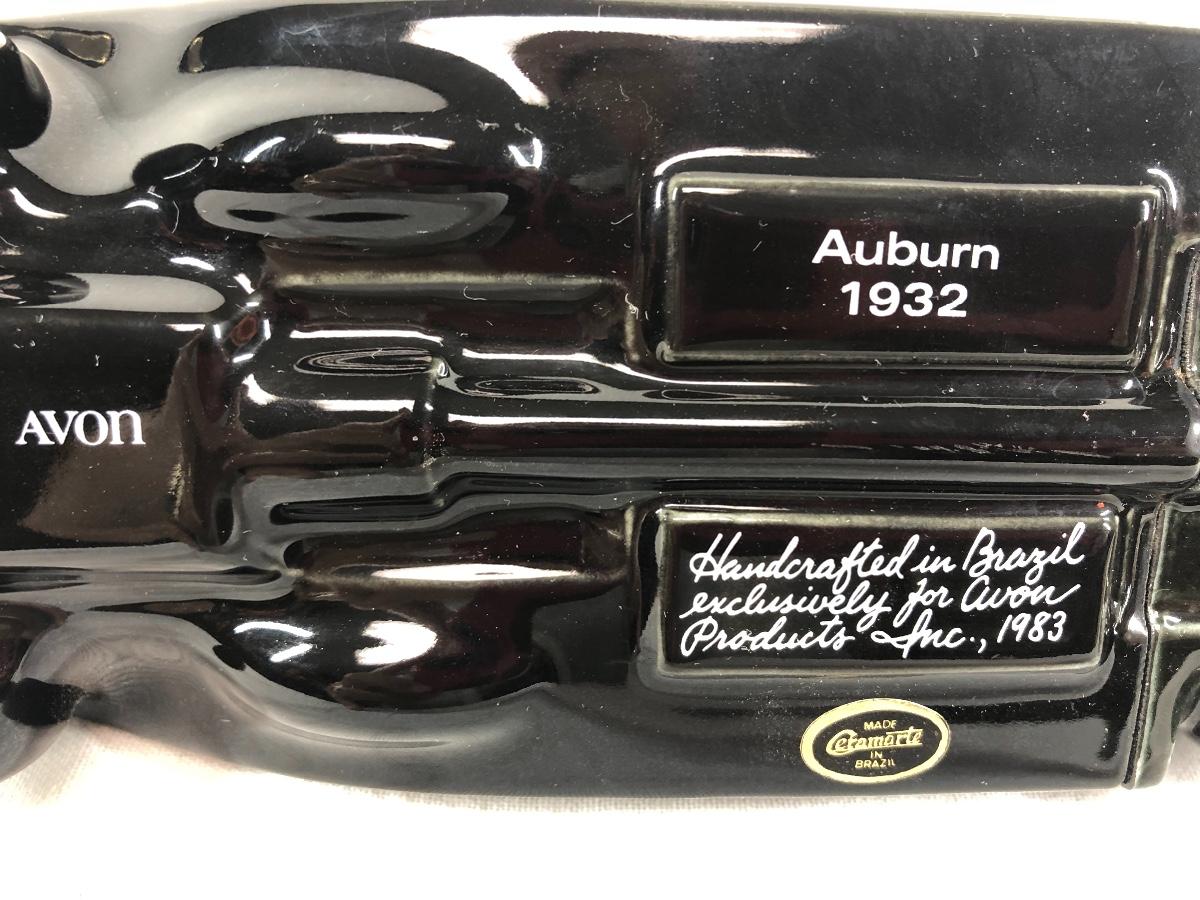 Auburn
1932
AVON
Handcrafted in Brazil
exclusively for Avon
Products Inc., 1983
MADE
Ceramarte
IN
BRAZIL